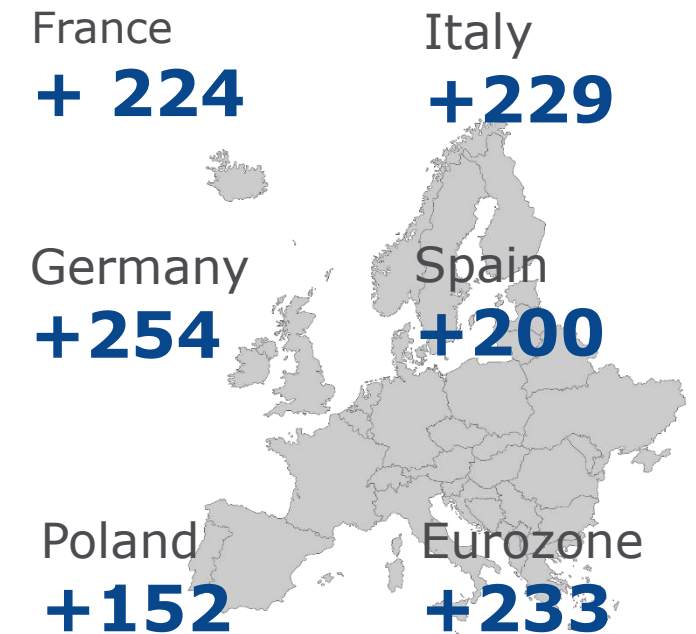 France
+ 224
Italy
+229
Germany
+254
Spain
+200
Poland
+152
Eurozone
+233